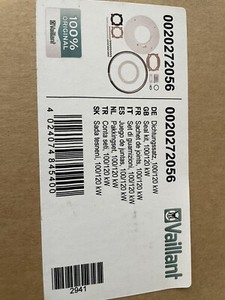 100%
ORIGINAL
Vaillant
0020272056
0020272056
DE Dichtungssatz, 100/120 kW
GB Seal kit, 100/120 kW
FR Sachet de joints, 100/120 kW
IT Set di guarnizioni, 100/120 kW
ES Juego de juntas, 100/120 kW
NL Pakkingset, 100/120 kW
TR Conta seti, 100/120 kW
SK Sada tesnení, 100/120 kW
Vaillant
4 024074 845400
2941